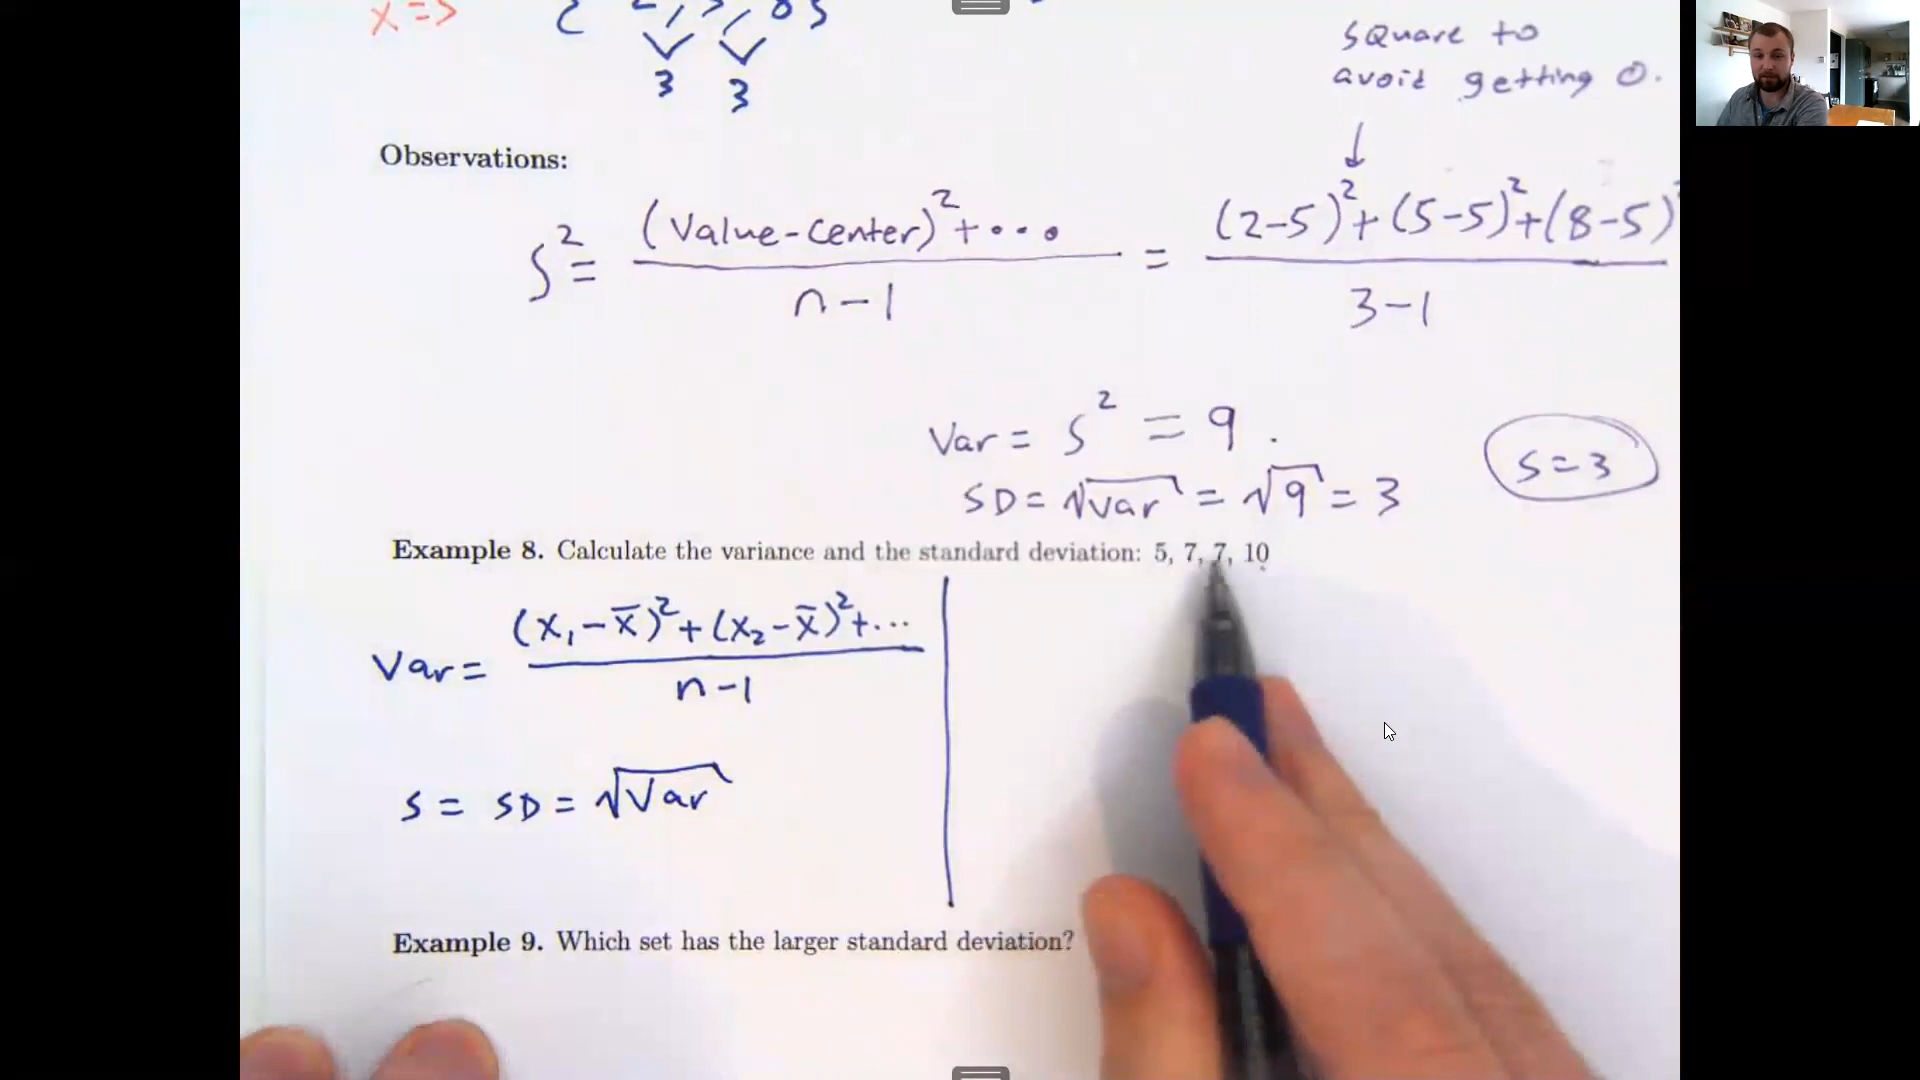 x̄=5
3 3
square to
avoid getting 0.
Observations:
S² = (Value-Center)²+... / n-1 = (2-5)²+(5-5)²+(8-5)² / 3-1
Var = S² = 9.
SD = √Var = √9 = 3
S=3
Example 8. Calculate the variance and the standard deviation: 5, 7, 7, 10
Var = (x₁-x̄)²+(x₂-x̄)²+... / n-1
S = SD = √Var
Example 9. Which set has the larger standard deviation?